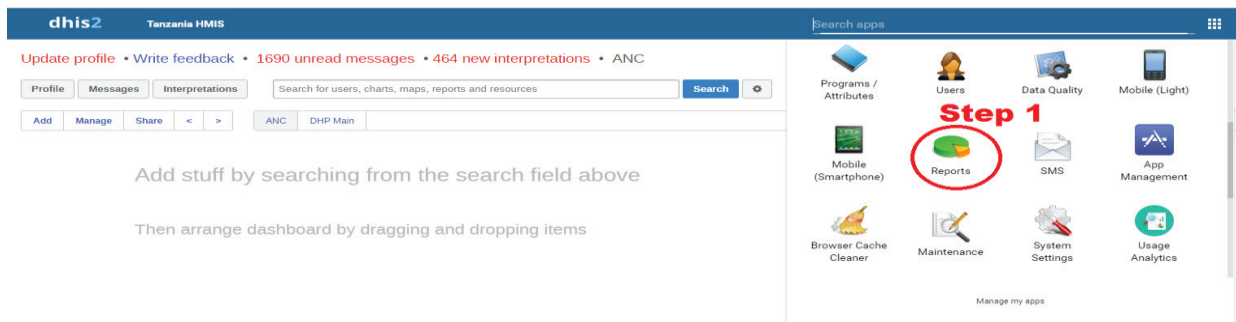 dhis2 Tanzania HMIS Search apps
Update profile • Write feedback • 1690 unread messages • 464 new interpretations • ANC
Profile Messages Interpretations Search for users, charts, maps, reports and resources Search
Add Manage Share < > ANC DHP Main
Add stuff by searching from the search field above
Then arrange dashboard by dragging and dropping items
Programs / Attributes
Users
Data Quality
Mobile (Light)
Step 1
Mobile (Smartphone)
Reports
SMS
App Management
Browser Cache Cleaner
Maintenance
System Settings
Usage Analytics
Manage my apps